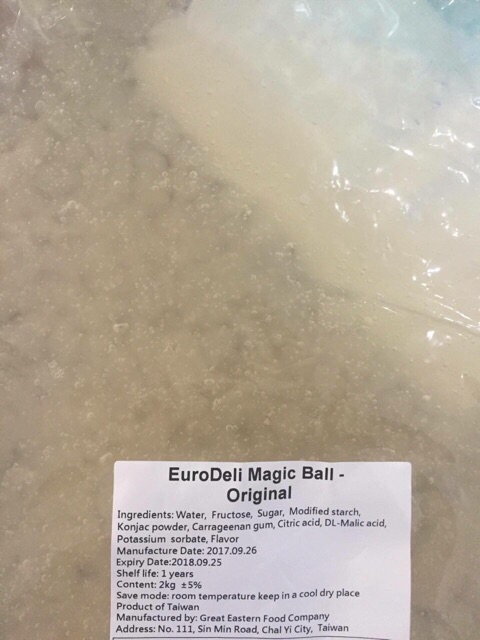 EuroDeli Magic Ball -
Original
Ingredients: Water, Fructose, Sugar, Modified starch,
Konjac powder, Carrageenan gum, Citric acid, DL-Malic acid,
Potassium sorbate, Flavor
Manufacture Date: 2017.09.26
Expiry Date:2018.09.25
Shelf life: 1 years
Content: 2kg ±5%
Save mode: room temperature keep in a cool dry place
Product of Taiwan
Manufactured by: Great Eastern Food Company
Address: No. 111, Sin Min Road, Chal Yi City, Taiwan